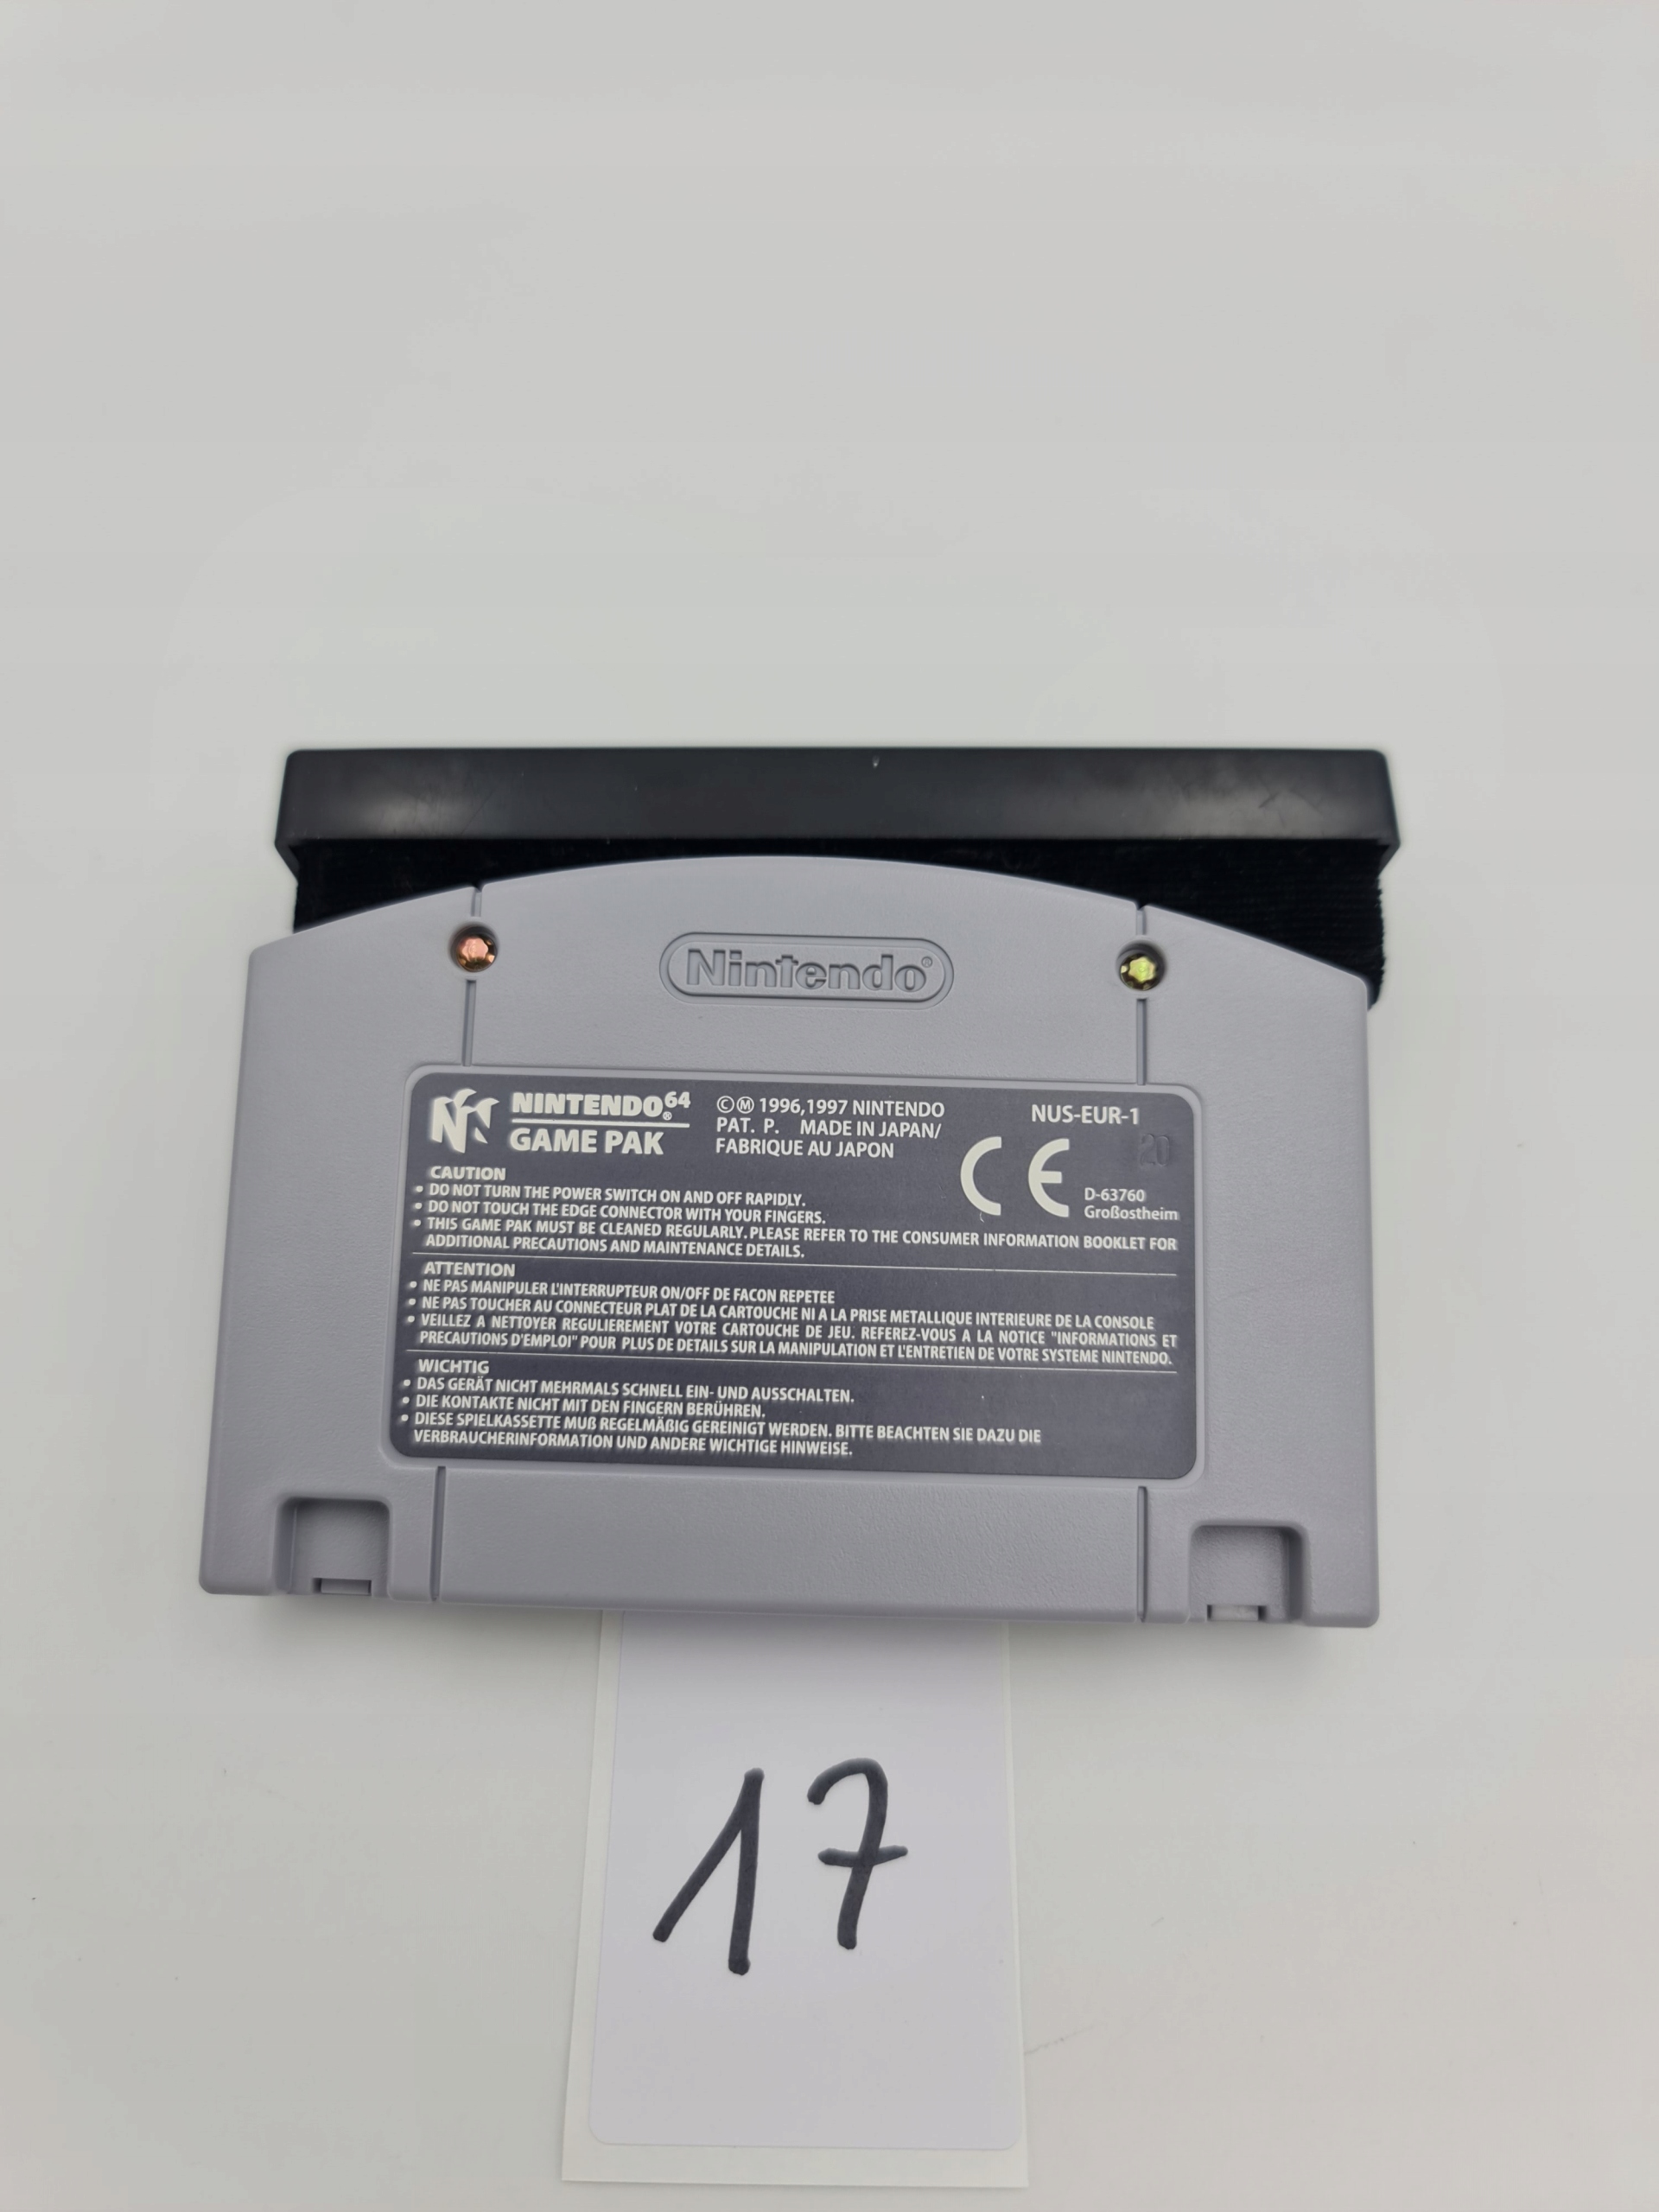 Nintendo®
NINTENDO64®
GAME PAK
©Ⓜ 1996,1997 NINTENDO
PAT. P. MADE IN JAPAN/
FABRIQUE AU JAPON
NUS-EUR-1
20
CE
D-63760
Großostheim
CAUTION
• DO NOT TURN THE POWER SWITCH ON AND OFF RAPIDLY.
• DO NOT TOUCH THE EDGE CONNECTOR WITH YOUR FINGERS.
• THIS GAME PAK MUST BE CLEANED REGULARLY. PLEASE REFER TO THE CONSUMER INFORMATION BOOKLET FOR
ADDITIONAL PRECAUTIONS AND MAINTENANCE DETAILS.
ATTENTION
• NE PAS MANIPULER L'INTERRUPTEUR ON/OFF DE FACON REPETEE
• NE PAS TOUCHER AU CONNECTEUR PLAT DE LA CARTOUCHE NI A LA PRISE METALLIQUE INTERIEURE DE LA CONSOLE
• VEILLEZ A NETTOYER REGULIEREMENT VOTRE CARTOUCHE DE JEU. REFEREZ-VOUS A LA NOTICE "INFORMATIONS ET
PRECAUTIONS D'EMPLOI" POUR PLUS DE DETAILS SUR LA MANIPULATION ET L'ENTRETIEN DE VOTRE SYSTEME NINTENDO.
WICHTIG
• DAS GERÄT NICHT MEHRMALS SCHNELL EIN- UND AUSSCHALTEN.
• DIE KONTAKTE NICHT MIT DEN FINGERN BERÜHREN.
• DIESE SPIELKASSETTE MUß REGELMÄßIG GEREINIGT WERDEN. BITTE BEACHTEN SIE DAZU DIE
VERBRAUCHERINFORMATION UND ANDERE WICHTIGE HINWEISE.
17